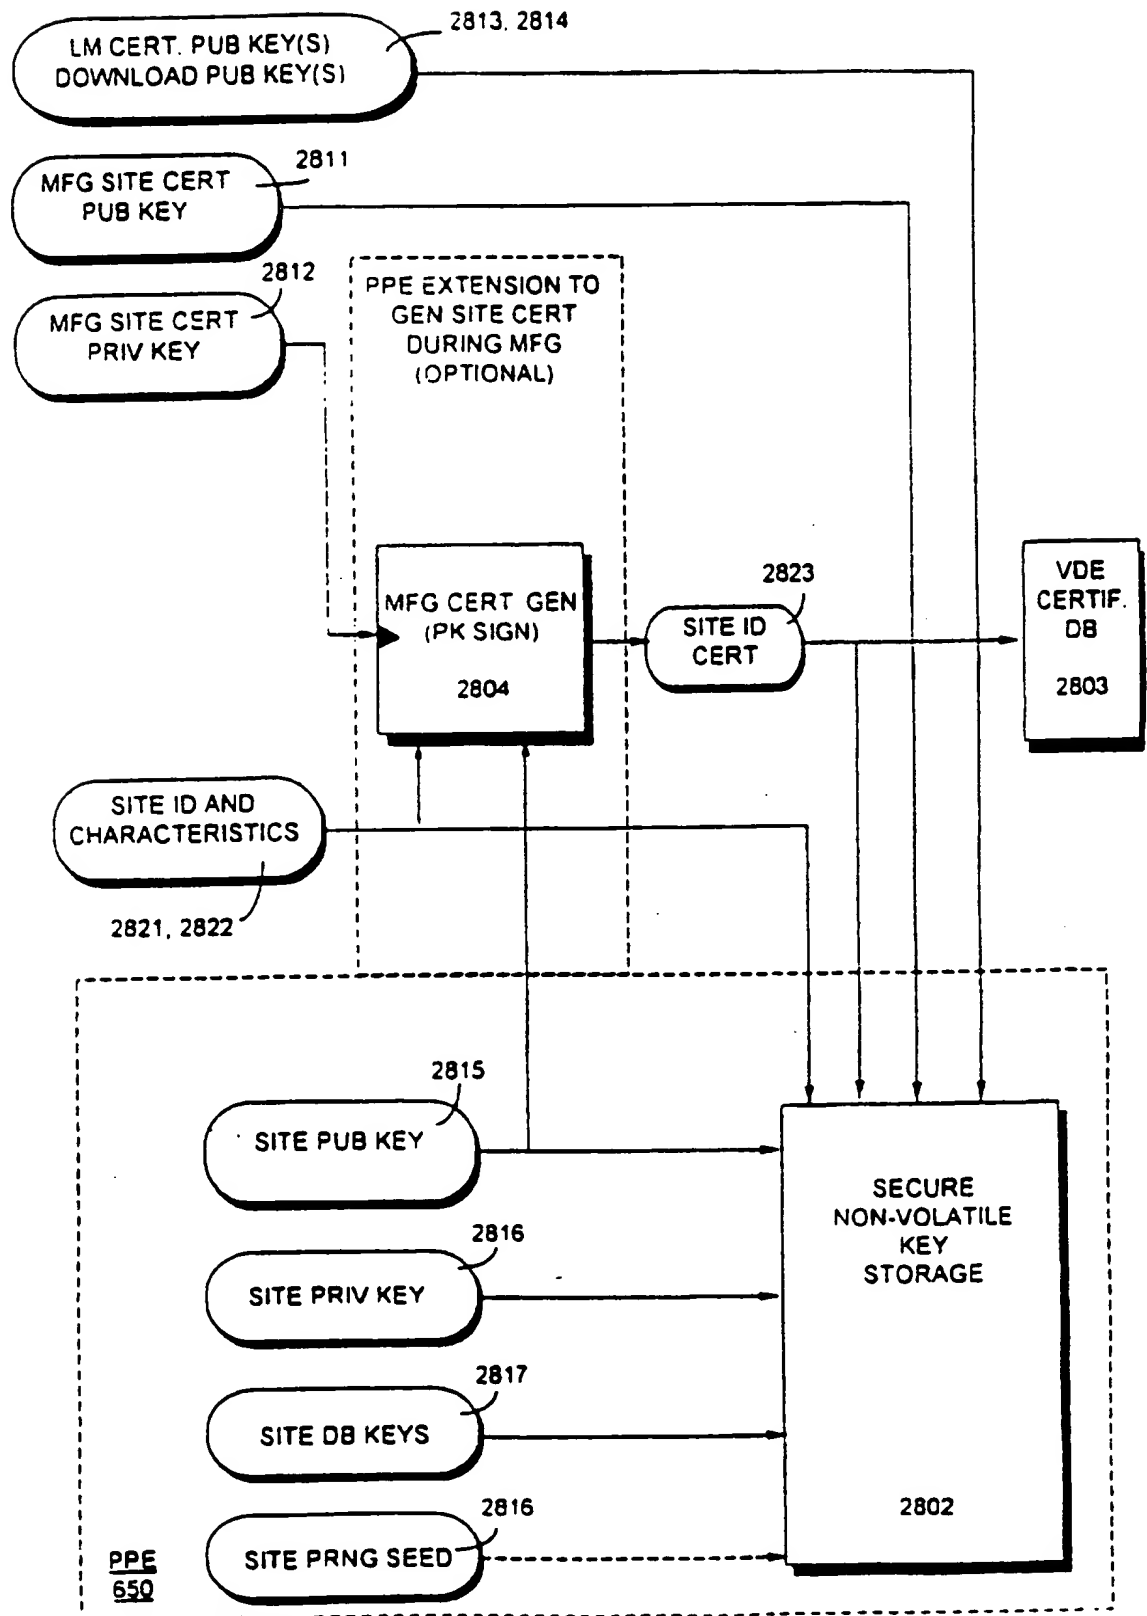 2813, 2814
LM CERT. PUB KEY(S)
DOWNLOAD PUB KEY(S)
2811
MFG SITE CERT
PUB KEY
2812
MFG SITE CERT
PRIV KEY
PPE EXTENSION TO
GEN SITE CERT
DURING MFG
(OPTIONAL)
MFG CERT GEN
(PK SIGN)
2804
2823
SITE ID
CERT
VDE
CERTIF.
DB
2803
SITE ID AND
CHARACTERISTICS
2821, 2822
2815
SITE PUB KEY
2816
SITE PRIV KEY
2817
SITE DB KEYS
2816
SITE PRNG SEED
SECURE
NON-VOLATILE
KEY
STORAGE
2802
PPE
650